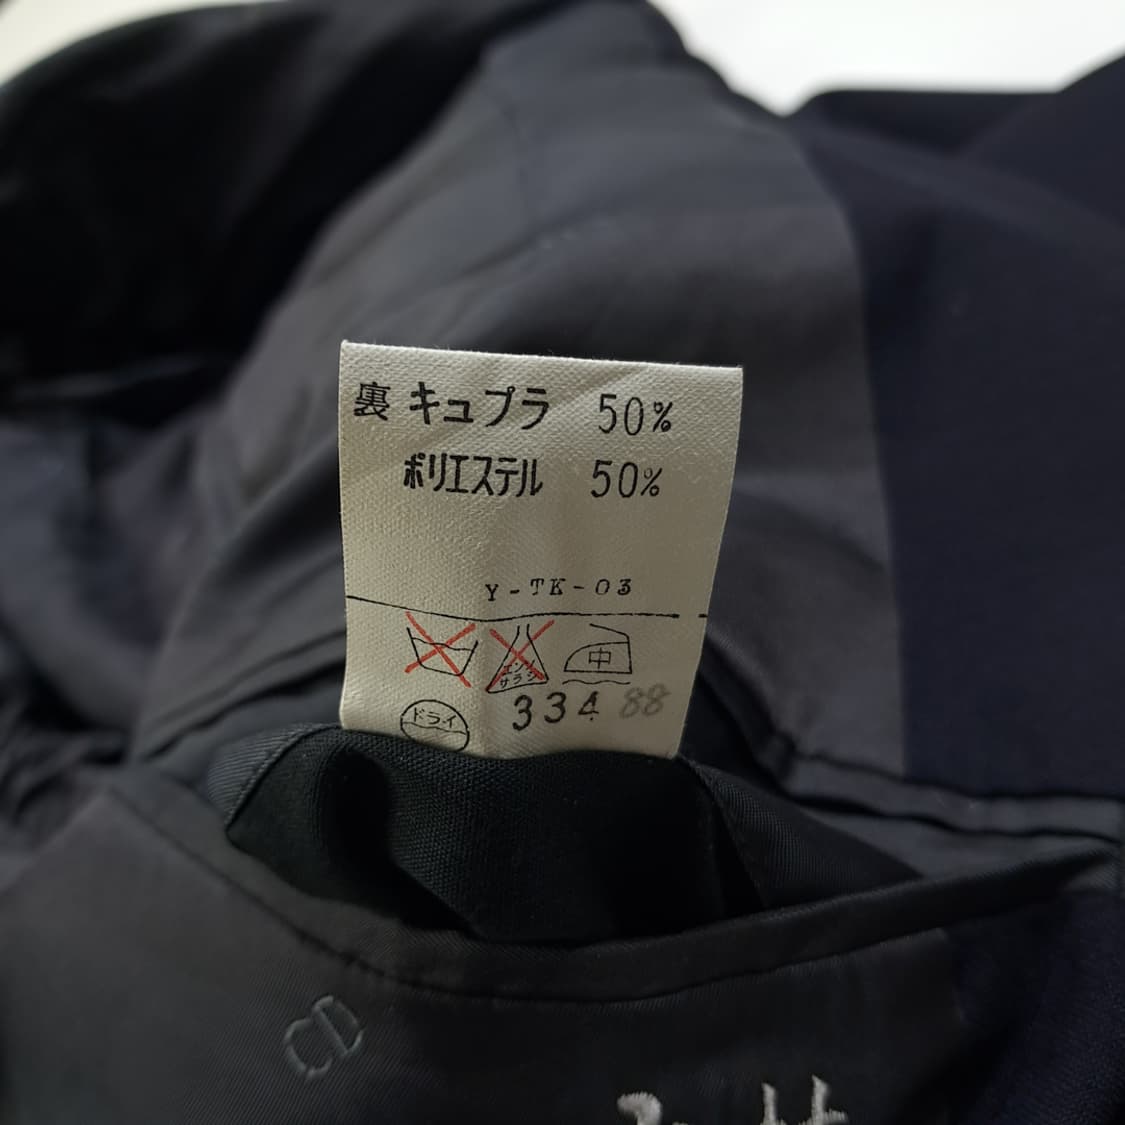 裏 キュプラ 50%
ポリエステル 50%
Y-TK-03
エンソ
サラシ
中
ドライ
334 88
CD